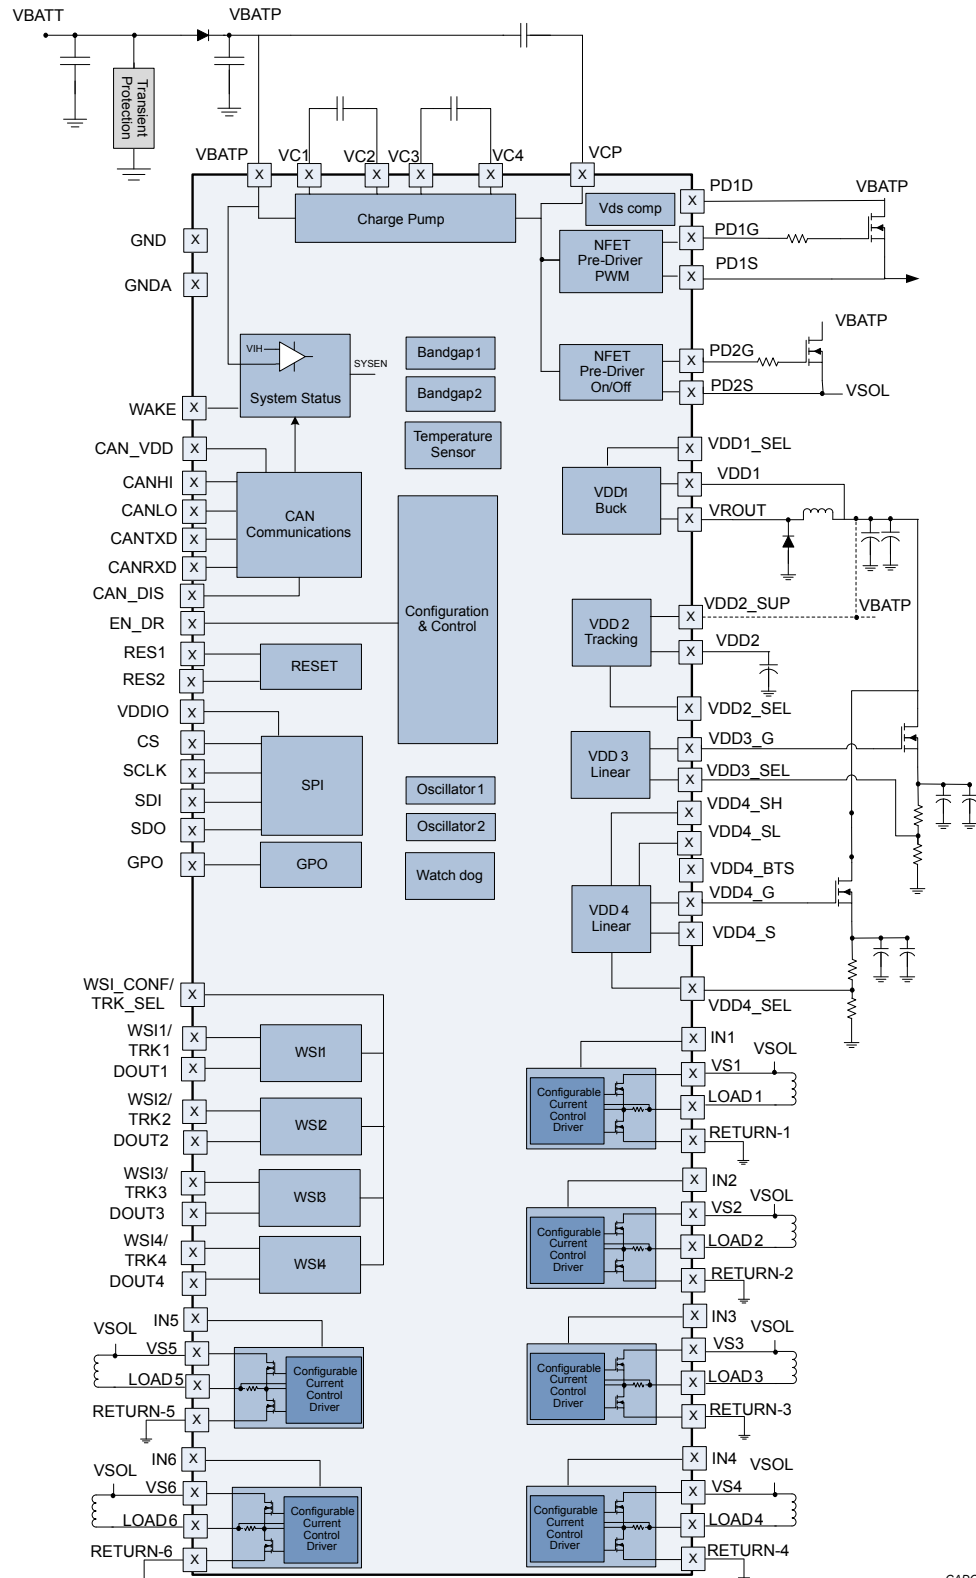 VBATT
VBATP
Transient
Protection
VBATP
VC1
VC2
VC3
VC4
VCP
Charge Pump
Vds comp
PD1D
VBATP
GND
GNDA
NFET
Pre-Driver
PWM
PD1G
PD1S
VIH
SYSEN
System Status
WAKE
Bandgap1
Bandgap2
Temperature
Sensor
NFET
Pre-Driver
On/Off
PD2G
PD2S
VBATP
VSOL
CAN_VDD
CANHI
CANLO
CANTXD
CANRXD
CAN_DIS
CAN
Communications
VDD1
Buck
VDD1_SEL
VDD1
VROUT
EN_DR
Configuration
& Control
RES1
RES2
RESET
VDD2
Tracking
VDD2_SUP
VBATP
VDD2
VDD2_SEL
VDDIO
CS
SCLK
SDI
SDO
SPI
GPO
GPO
Oscillator1
Oscillator2
Watch dog
VDD3
Linear
VDD3_G
VDD3_SEL
VDD4
Linear
VDD4_SH
VDD4_SL
VDD4_BTS
VDD4_G
VDD4_S
VDD4_SEL
WSI_CONF/
TRK_SEL
WSI1/
TRK1
DOUT1
WSI1
WSI2/
TRK2
DOUT2
WSI2
WSI3/
TRK3
DOUT3
WSI3
WSI4/
TRK4
DOUT4
WSI4
IN1
VS1
VSOL
LOAD1
RETURN-1
Configurable
Current
Control
Driver
IN2
VS2
VSOL
LOAD2
RETURN-2
Configurable
Current
Control
Driver
IN5
VSOL
VS5
LOAD5
RETURN-5
Configurable
Current
Control
Driver
IN3
VS3
VSOL
LOAD3
RETURN-3
Configurable
Current
Control
Driver
IN6
VSOL
VS6
LOAD6
RETURN-6
Configurable
Current
Control
Driver
IN4
VS4
VSOL
LOAD4
RETURN-4
Configurable
Current
Control
Driver